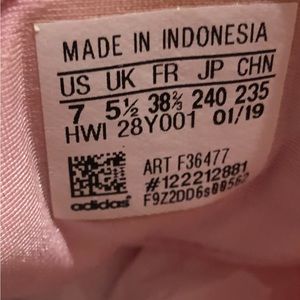 MADE IN INDONESIA
US UK FR JP CHN
7 5½ 38⅔ 240 235
HWI 28Y001 01/19
ART F36477
#122212881
adidas